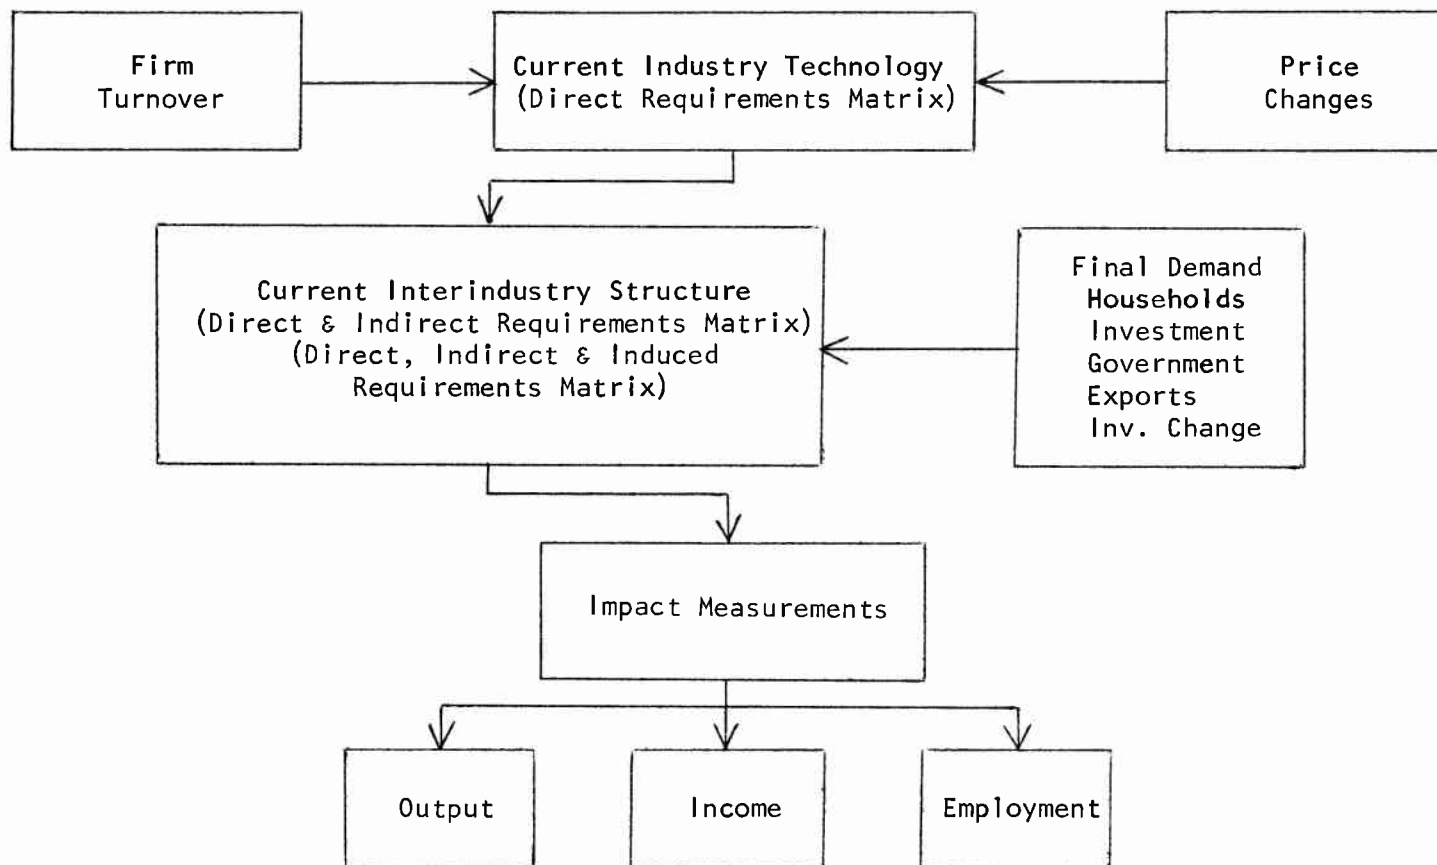 Firm
Turnover
Current Industry Technology
(Direct Requirements Matrix)
Price
Changes
Current Interindustry Structure
(Direct & Indirect Requirements Matrix)
(Direct, Indirect & Induced
Requirements Matrix)
Final Demand
Households
Investment
Government
Exports
Inv. Change
Impact Measurements
Output
Income
Employment